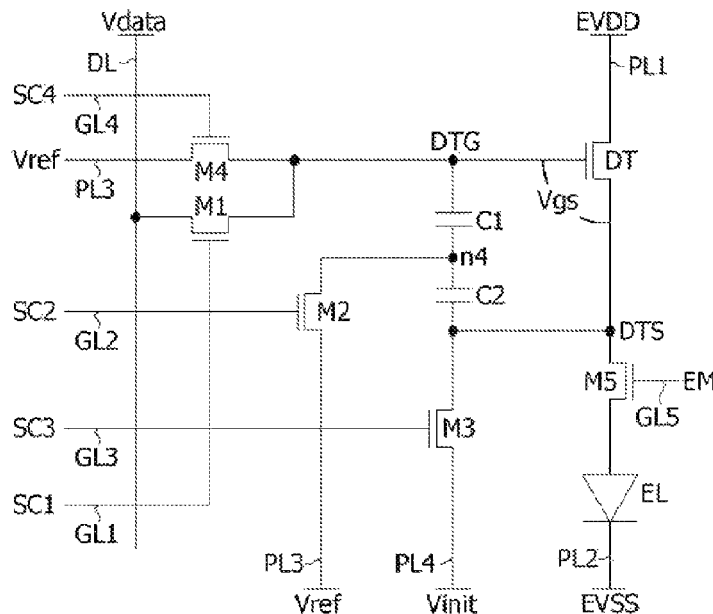 Vdata
EVDD
DL
PL1
SC4
GL4
Vref
PL3
M4
DTG
DT
M1
Vgs
C1
n4
C2
SC2
GL2
M2
DTS
M5
EM
GL5
SC3
GL3
M3
SC1
GL1
EL
PL3
PL4
PL2
Vref
Vinit
EVSS